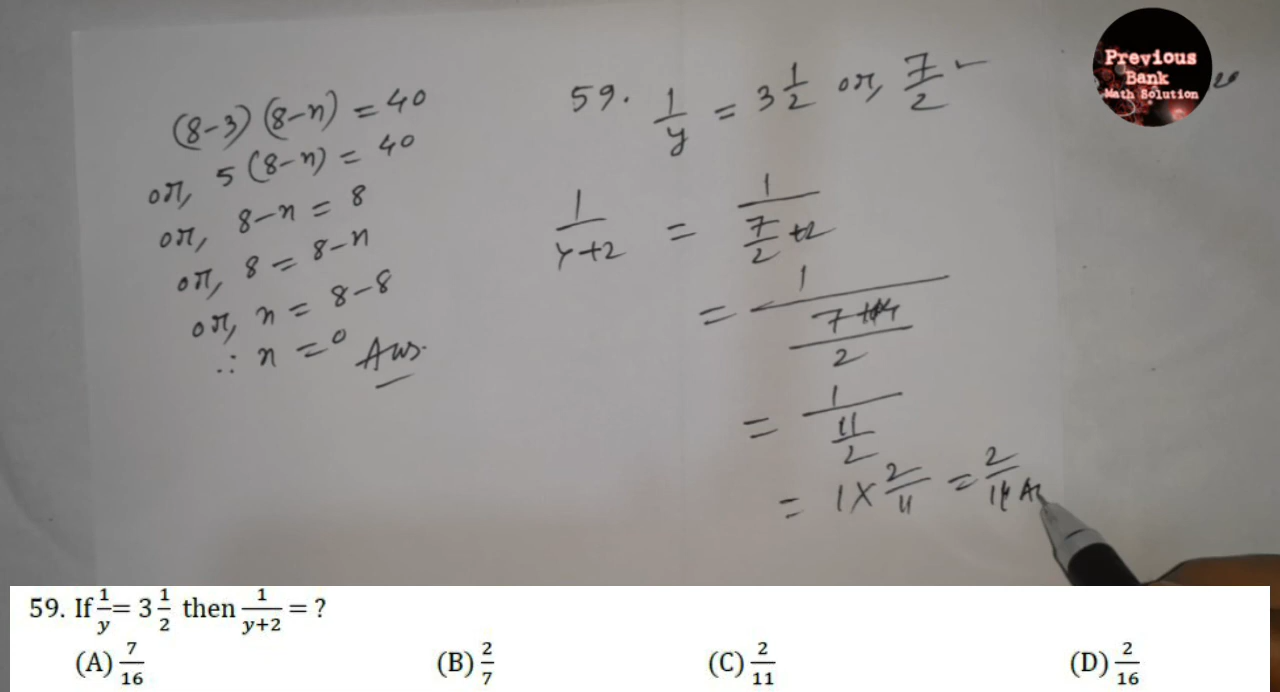 (8-3) (8-x) = 40
or, 5 (8-x) = 40
or, 8-x = 8
or, 8 = 8-x
or, x = 8-8
∴ x = 0 Ans.
59. 1/y = 3 1/2 or, 7/2 ✓
1/(y+2) = 1/(7/2 +2)
= 1/((7+4)/2)
= 1/(11/2)
= 1 × 2/11 = 2/11
Previous
Bank
Math Solution
59. If 1/y = 3 1/2 then 1/(y+2) = ?
(A) 7/16 (B) 2/7 (C) 2/11 (D) 2/16